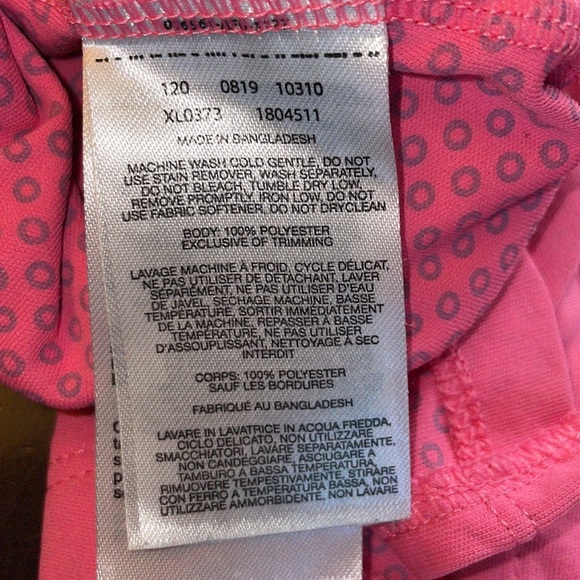 120 0819 10310
XL0373 1804511
MADE IN BANGLADESH
MACHINE WASH COLD GENTLE, DO NOT
USE STAIN REMOVER, WASH SEPARATELY,
DO NOT BLEACH, TUMBLE DRY LOW,
REMOVE PROMPTLY, IRON LOW, DO NOT
USE FABRIC SOFTENER, DO NOT DRYCLEAN
BODY: 100% POLYESTER
EXCLUSIVE OF TRIMMING
LAVAGE MACHINE À FROID, CYCLE DÉLICAT,
NE PAS UTILISER DE DÉTACHANT, LAVER
SÉPARÉMENT, NE PAS UTILISER D'EAU
DE JAVEL, SECHAGE MACHINE, BASSE
TEMPÉRATURE, SORTIR IMMÉDIATEMENT
DE LA MACHINE, REPASSER À BASSE
TEMPÉRATURE, NE PAS UTILISER
D'ASSOUPLISSANT, NETTOYAGE À SEC
INTERDIT
CORPS: 100% POLYESTER
SAUF LES BORDURES
FABRIQUÉ AU BANGLADESH
LAVARE IN LAVATRICE IN ACQUA FREDDA,
CICLO DELICATO, NON UTILIZZARE
SMACCHIATORI, LAVARE SEPARATAMENTE,
NON CANDEGGIARE, ASCIUGARE A
TAMBURO A BASSA TEMPERATURA,
RIMUOVERE TEMPESTIVAMENTE, STIRARE
CON FERRO A TEMPERATURA BASSA, NON
UTILIZZARE AMMORBIDENTE, NON LAVARE